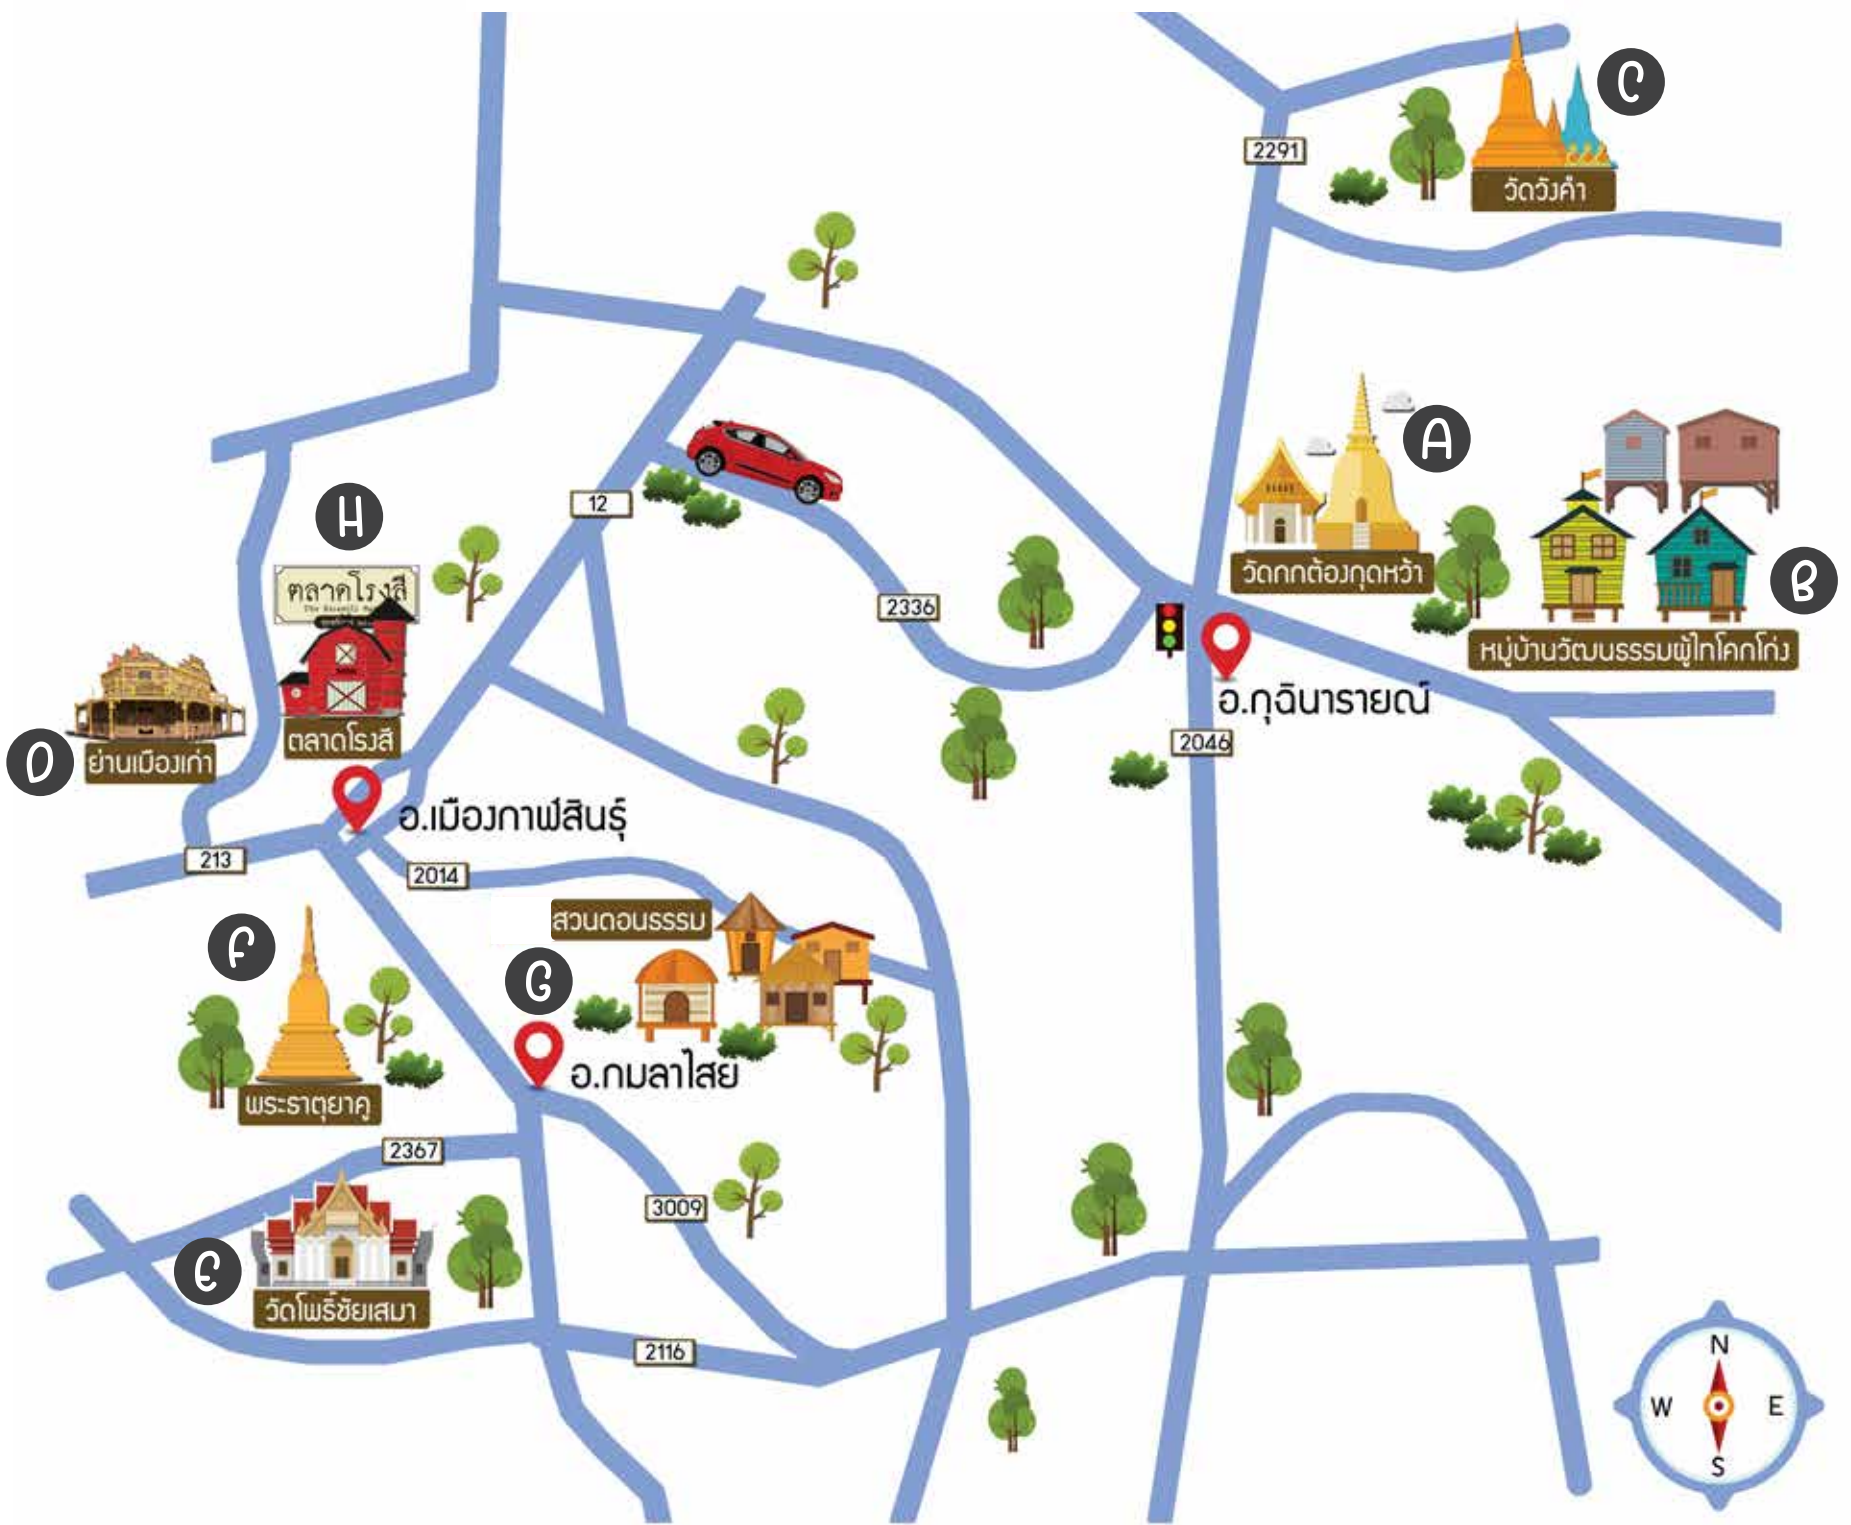 C
2291
วัดวังคำ
A
H
12
ตลาดโรงสี
2336
วัดกกต้องกุดหว้า
B
หมู่บ้านวัฒนธรรมผู้ไทโคกโก่ง
อ.กุฉินารายณ์
D
ย่านเมืองเก่า
ตลาดโรงสี
2046
อ.เมืองกาฬสินธุ์
213
2014
สวนดอนธรรม
F
G
อ.กมลาไสย
พระธาตุยาคู
2367
3009
E
วัดโพธิ์ชัยเสมา
2116
N
W
E
S